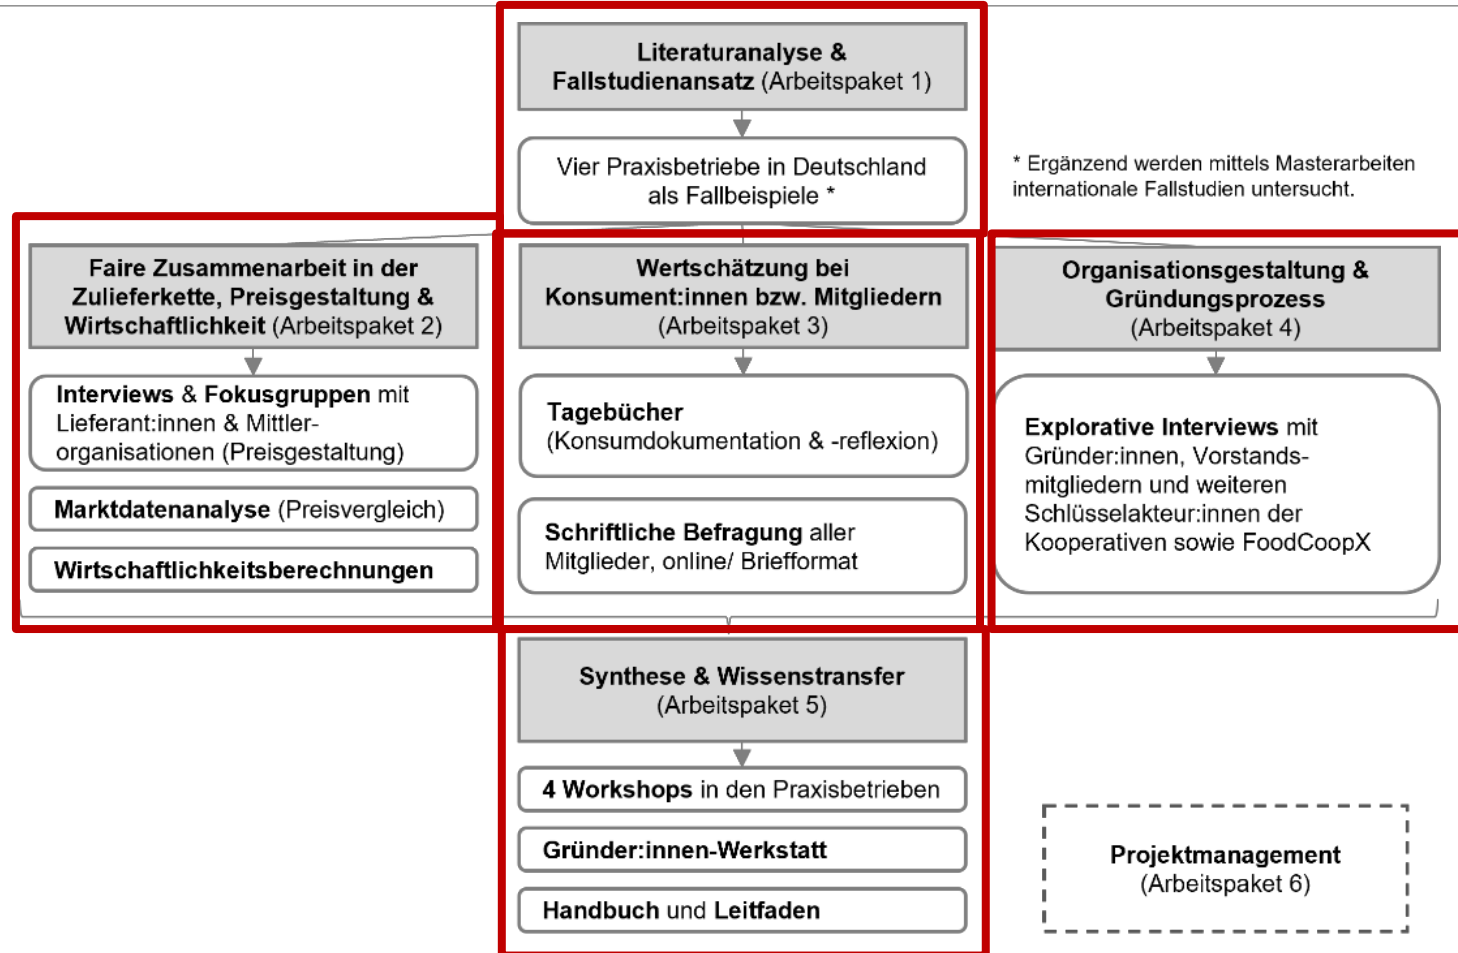 Literaturanalyse &
Fallstudienansatz (Arbeitspaket 1)
Vier Praxisbetriebe in Deutschland
als Fallbeispiele *
* Ergänzend werden mittels Masterarbeiten
internationale Fallstudien untersucht.
Faire Zusammenarbeit in der
Zulieferkette, Preisgestaltung &
Wirtschaftlichkeit (Arbeitspaket 2)
Interviews & Fokusgruppen mit
Lieferant:innen & Mittler-
organisationen (Preisgestaltung)
Marktdatenanalyse (Preisvergleich)
Wirtschaftlichkeitsberechnungen
Wertschätzung bei
Konsument:innen bzw. Mitgliedern
(Arbeitspaket 3)
Tagebücher
(Konsumdokumentation & -reflexion)
Schriftliche Befragung aller
Mitglieder, online/ Briefformat
Organisationsgestaltung &
Gründungsprozess
(Arbeitspaket 4)
Explorative Interviews mit
Gründer:innen, Vorstands-
mitgliedern und weiteren
Schlüsselakteur:innen der
Kooperativen sowie FoodCoopX
Synthese & Wissenstransfer
(Arbeitspaket 5)
4 Workshops in den Praxisbetrieben
Gründer:innen-Werkstatt
Handbuch und Leitfaden
Projektmanagement
(Arbeitspaket 6)